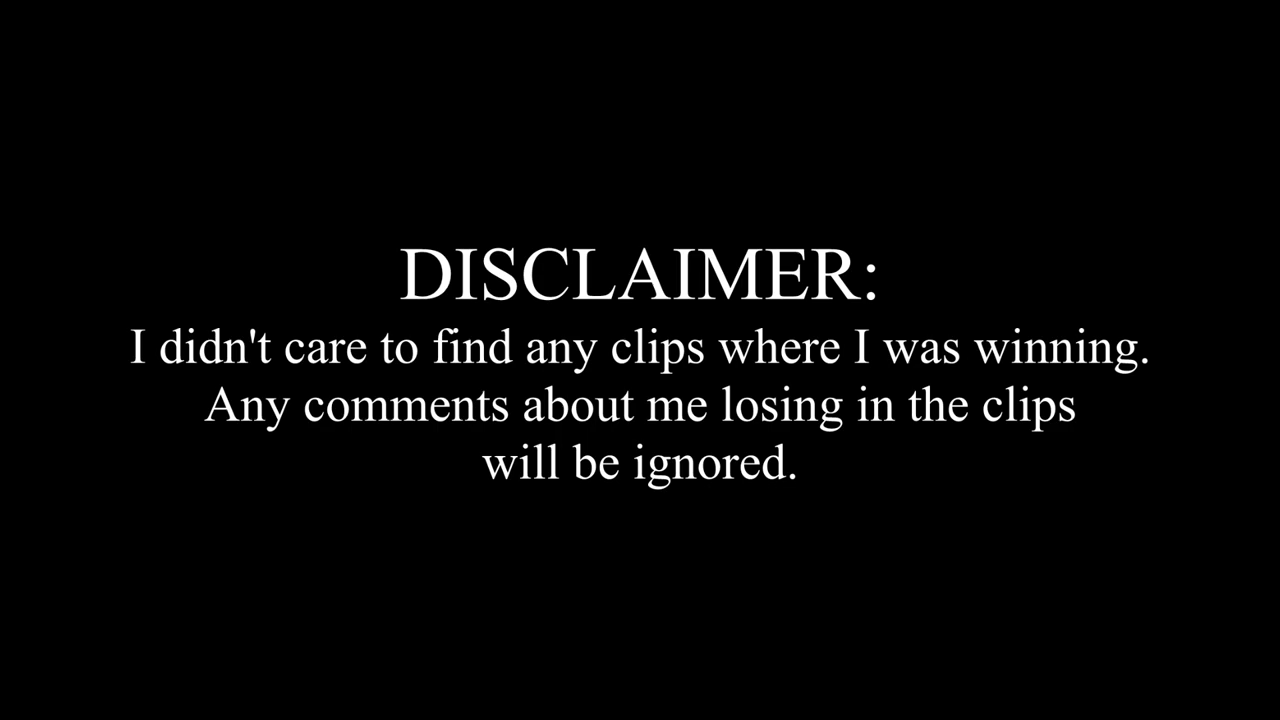 DISCLAIMER:
I didn't care to find any clips where I was winning.
Any comments about me losing in the clips
will be ignored.